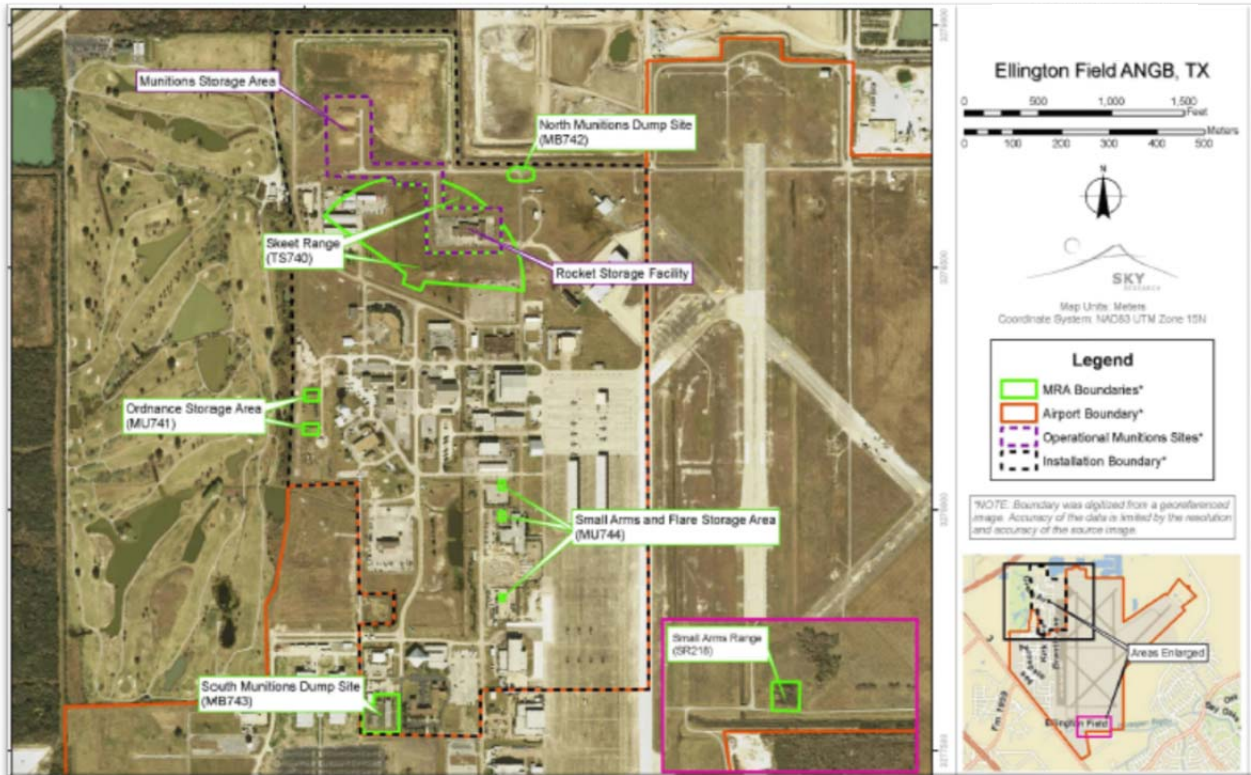 Munitions Storage Area
North Munitions Dump Site
(MB742)
Skeet Range
(TS740)
Rocket Storage Facility
Ordnance Storage Area
(MU741)
Small Arms and Flare Storage Area
(MU744)
Small Arms Range
(SR218)
South Munitions Dump Site
(MB743)
Ellington Field ANGB, TX
0 500 1,000 1,500
Feet
Meters
0 100 200 300 400 500
N
SKY
RESEARCH
Map Units: Meters
Coordinate System: NAD83 UTM Zone 15N
Legend
MRA Boundaries*
Airport Boundary*
Operational Munitions Sites*
Installation Boundary*
*NOTE: Boundary was digitized from a georeferenced
image. Accuracy of the data is limited by the resolution
and accuracy of the source image.
Areas Enlarged
Ellington Field
Fm 1959